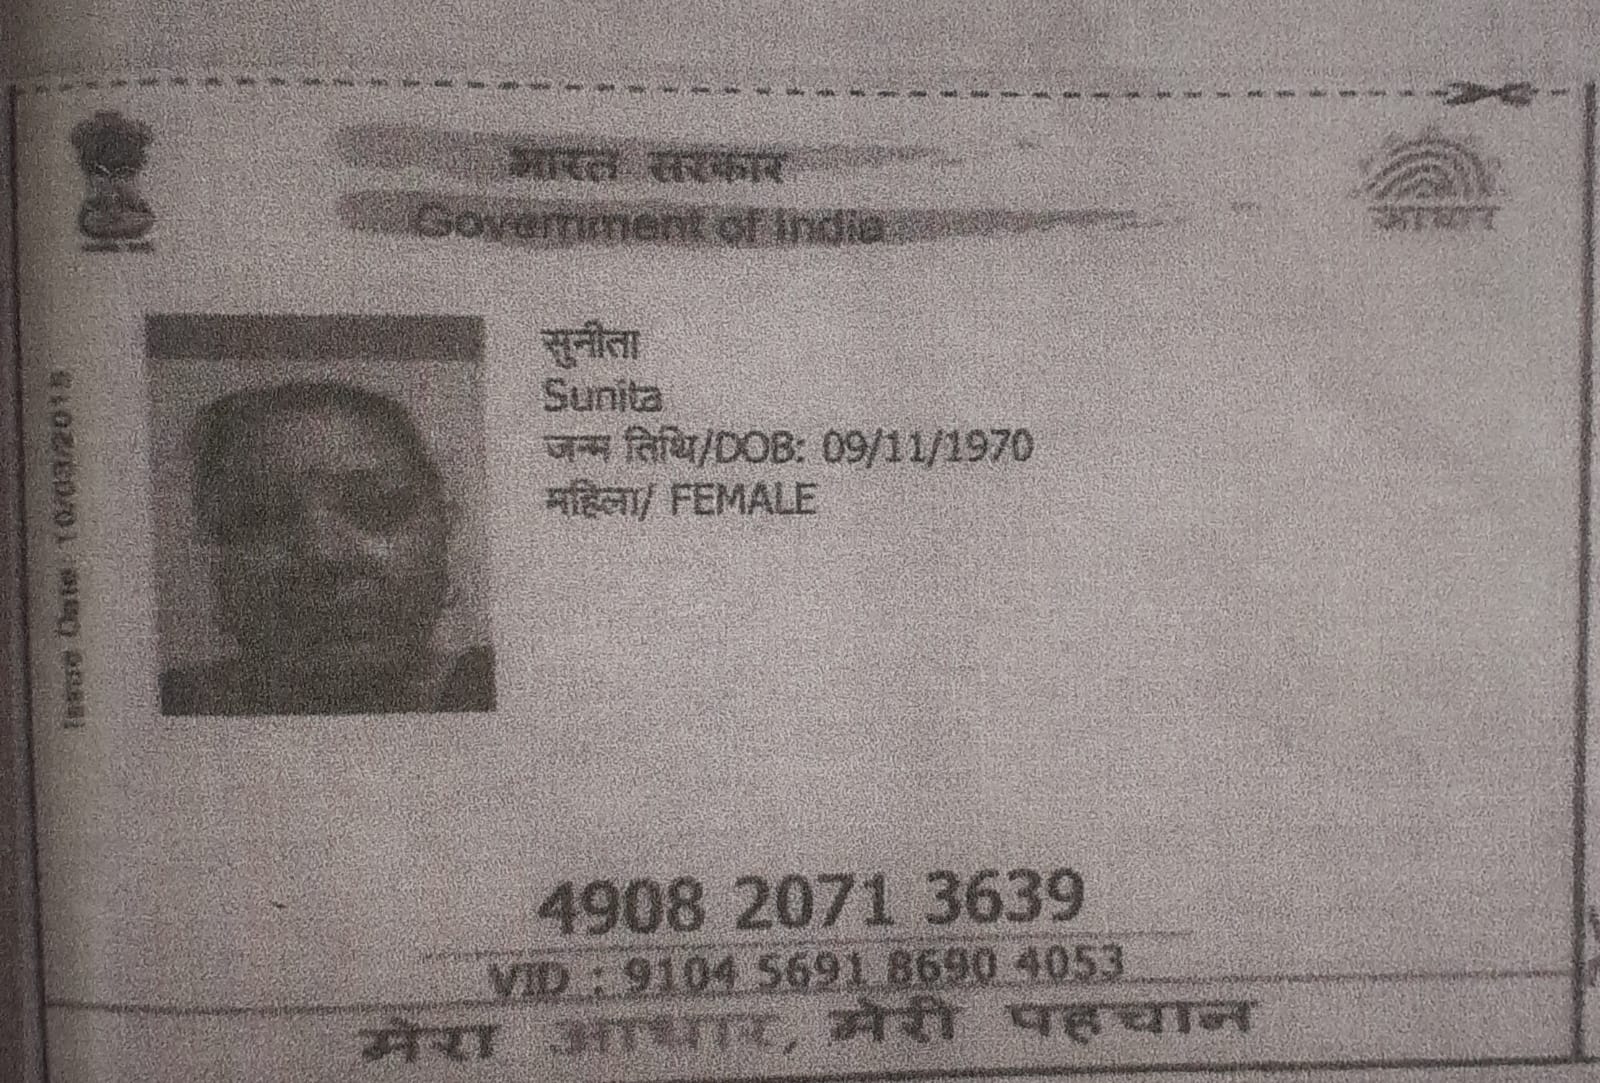 भारत सरकार
Government of India
आधार
सुनीता
Sunita
जन्म तिथि/DOB: 09/11/1970
महिला/ FEMALE
Issue Date: 10/03/2018
4908 2071 3639
VID : 9104 5691 8690 4053
मेरा आधार, मेरी पहचान